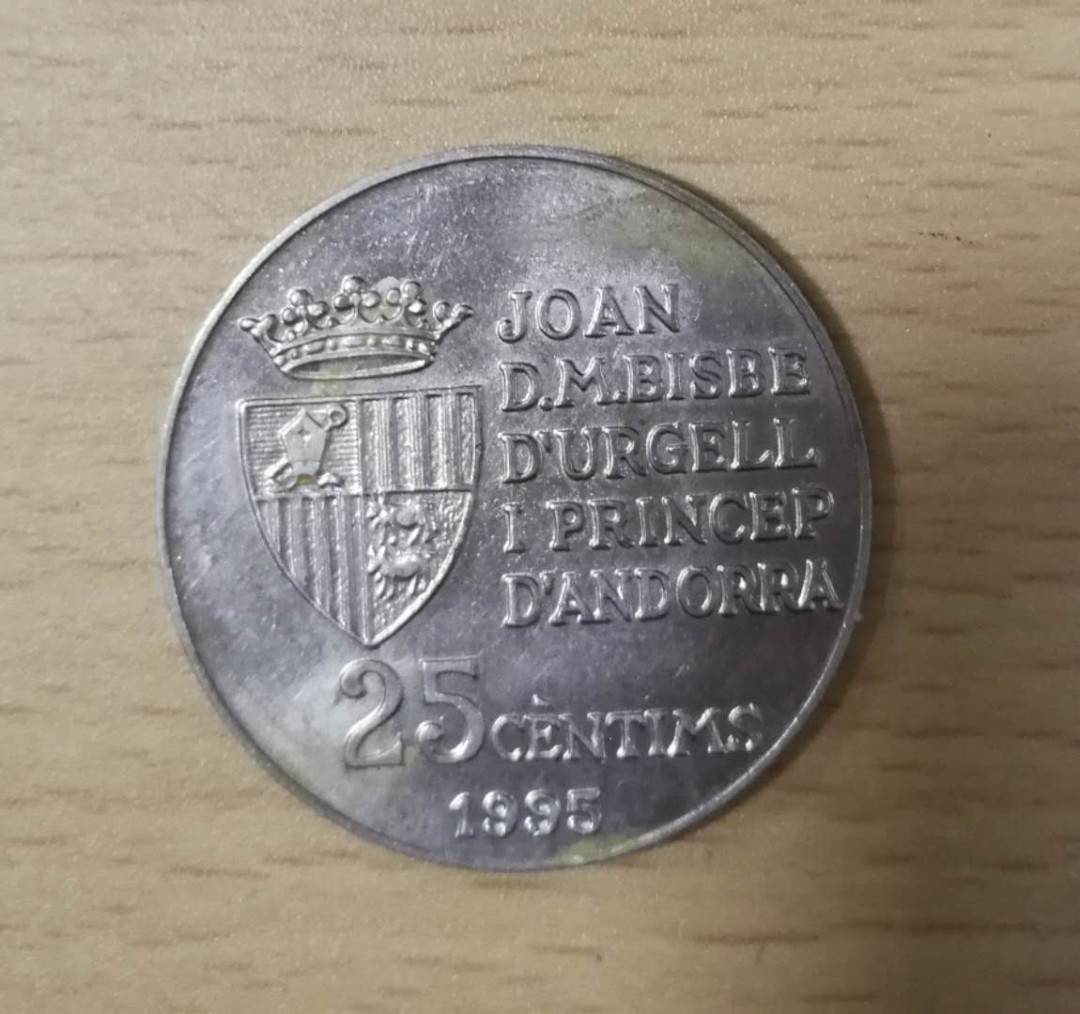 JOAN
D.M.BISBE
D'URGELL
I PRINCEP
D'ANDORRA
25 CÈNTIMS
1995